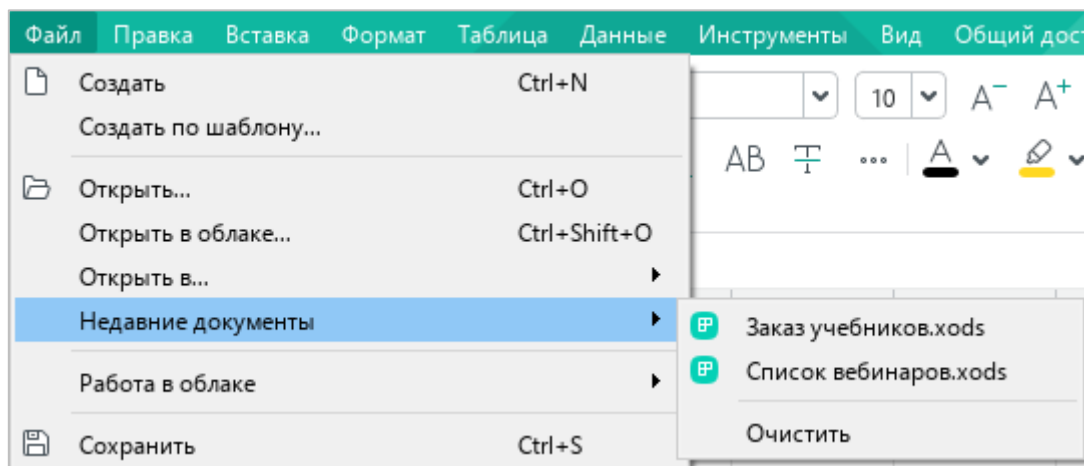 Файл Правка Вставка Формат Таблица Данные Инструменты Вид Общий дос
Создать Ctrl+N
Создать по шаблону...
10 A⁻ A⁺
AB T A
Открыть... Ctrl+O
Открыть в облаке... Ctrl+Shift+O
Открыть в...
Недавние документы
Заказ учебников.xods
Список вебинаров.xods
Работа в облаке
Очистить
Сохранить Ctrl+S